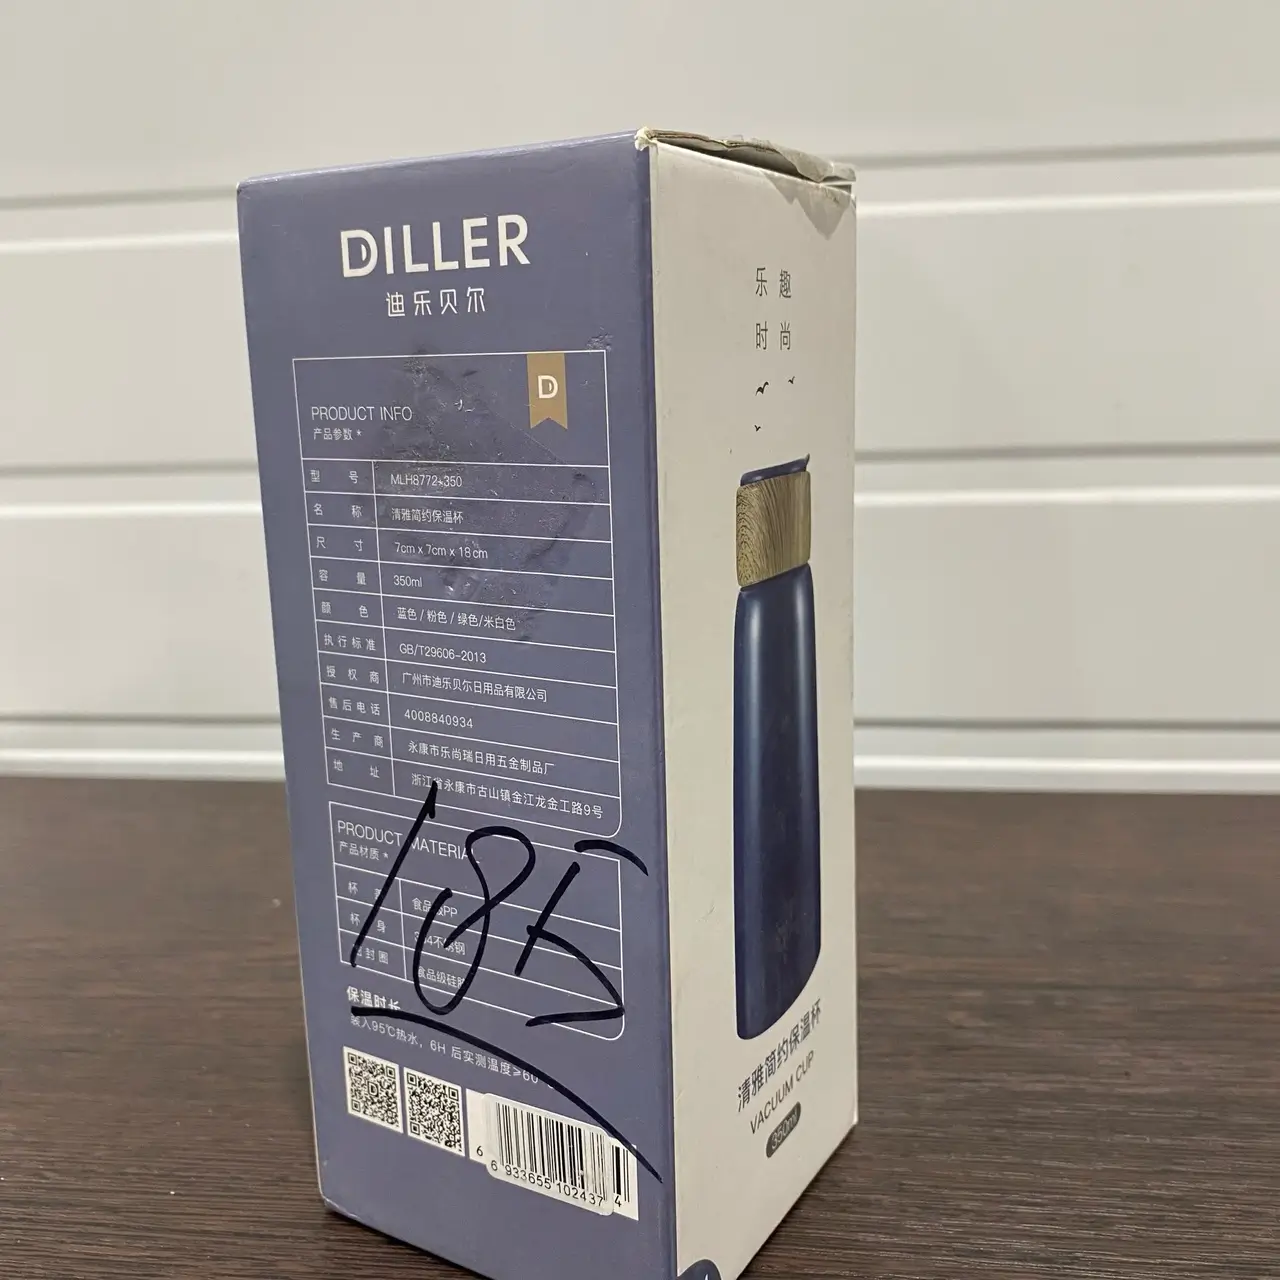 DILLER
迪乐贝尔
D
PRODUCT INFO
产品参数 *
型 号 MLH8772-350
名 称 清雅简约保温杯
尺 寸 7cm x 7cm x 18cm
容 量 350ml
颜 色 蓝色 / 粉色 / 绿色/米白色
执行标准 GB/T29606-2013
授 权 商 广州市迪乐贝尔日用品有限公司
售后电话 4008840934
生 产 商 永康市乐尚瑞日用五金制品厂
地 址 浙江省永康市古山镇金江龙金工路9号
PRODUCT MATERIAL
产品材质 *
杯 食品级PP
杯 身 304不锈钢
密封圈 食品级硅胶
保温时长
装入95℃热水，6H 后实测温度≥60
185
6
6 933655 102437
4
乐趣
时尚
清雅简约保温杯
VACUUM CUP
350ml